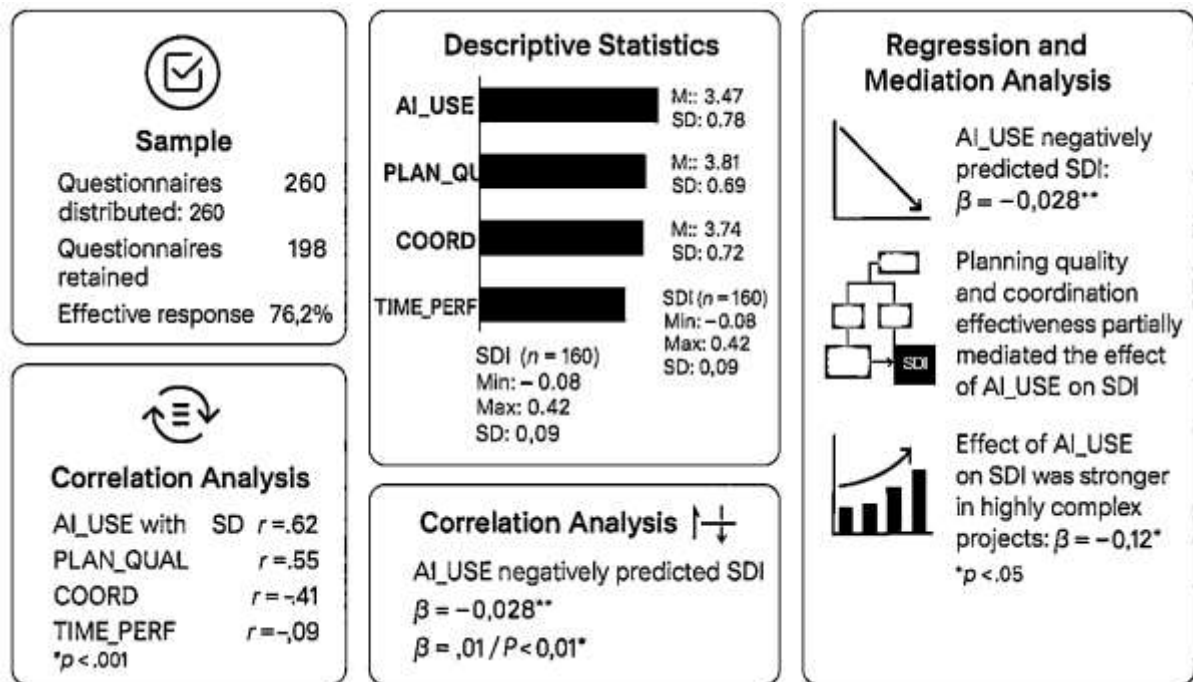 Sample
Questionnaires 260
distributed: 260
Questionnaires 198
retained
Effective response 76,2%
Correlation Analysis
AI_USE with SD r =.62
PLAN_QUAL r =.55
COORD r =-.41
TIME_PERF r =-,09
*p < .001
Descriptive Statistics
AI_USE M:: 3.47
SD: 0.78
PLAN_QU M:: 3.81
SD: 0.69
COORD M:: 3.74
SD: 0.72
TIME_PERF SDI (n = 160)
Min: -0.08
Max: 0.42
SD: 0,09
SDI (n = 160)
Min: – 0.08
Max: 0.42
SD: 0,09
Correlation Analysis
AI_USE negatively predicted SDI
β = –0,028**
β = ,01 / P < 0,01*
Regression and
Mediation Analysis
AI_USE negatively
predicted SDI:
β = –0,028**
Planning quality
and coordination
effectiveness partially
mediated the effect
of AI_USE on SDI
SDI
Effect of AI_USE
on SDI was stronger
in highly complex
projects: β = –0,12*
*p < .05